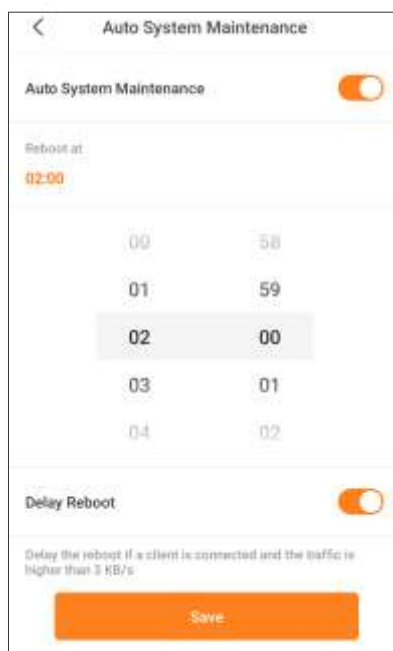 Auto System Maintenance
Auto System Maintenance
Reboot at
02:00
00 58
01 59
02 00
03 01
04 02
Delay Reboot
Delay the reboot if a client is connected and the traffic is
higher than 3 KB/s
Save